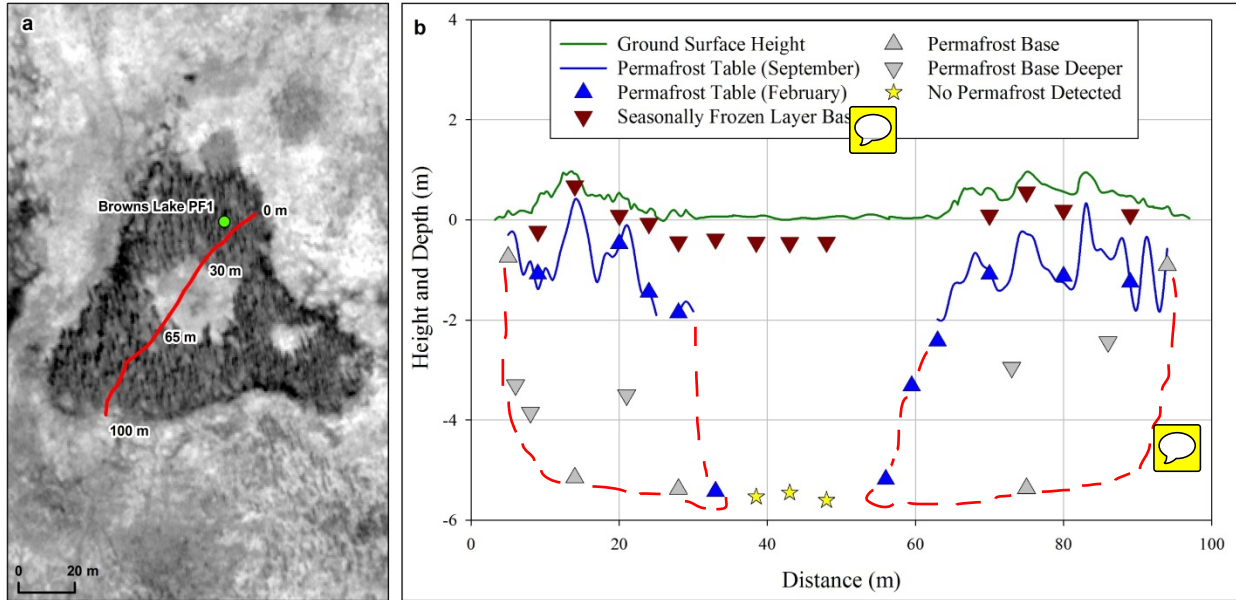 a
Browns Lake PF1
0 m
30 m
65 m
100 m
0 20 m
b
Ground Surface Height
Permafrost Table (September)
Permafrost Table (February)
Seasonally Frozen Layer Bas
Permafrost Base
Permafrost Base Deeper
No Permafrost Detected
Height and Depth (m)
4
2
0
-2
-4
-6
0 20 40 60 80 100
Distance (m)